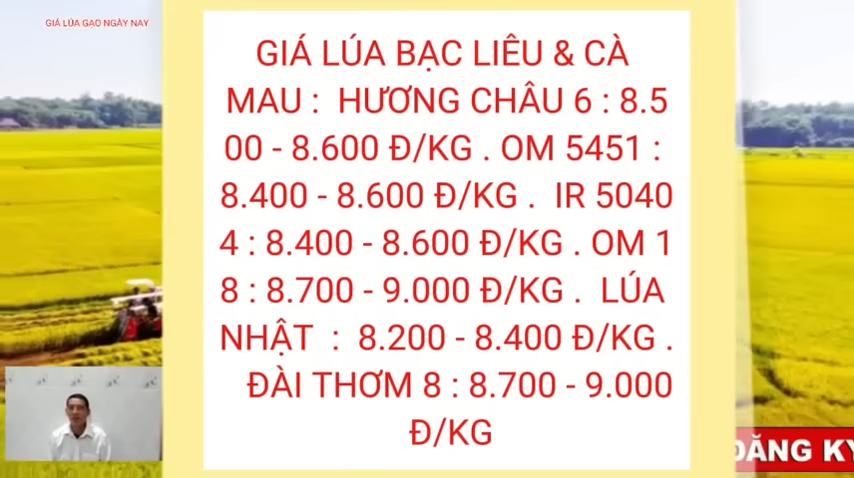 GIÁ LÚA GẠO NGÀY NAY
GIÁ LÚA BẠC LIÊU & CÀ
MAU : HƯƠNG CHÂU 6 : 8.5
00 - 8.600 Đ/KG . OM 5451 :
8.400 - 8.600 Đ/KG . IR 5040
4 : 8.400 - 8.600 Đ/KG . OM 1
8 : 8.700 - 9.000 Đ/KG . LÚA
NHẬT : 8.200 - 8.400 Đ/KG .
ĐÀI THƠM 8 : 8.700 - 9.000
Đ/KG
ĐĂNG KÝ